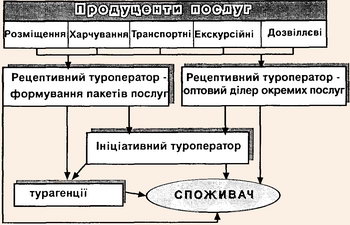 Продуценти послуг
Розміщення Харчування Транспортні Екскурсійні Дозвіллєві
Рецептивний туроператор - Рецептивний туроператор -
формування пакетів послуг оптовий ділер окремих послуг
Ініціативний туроператор
турагенції СПОЖИВАЧ